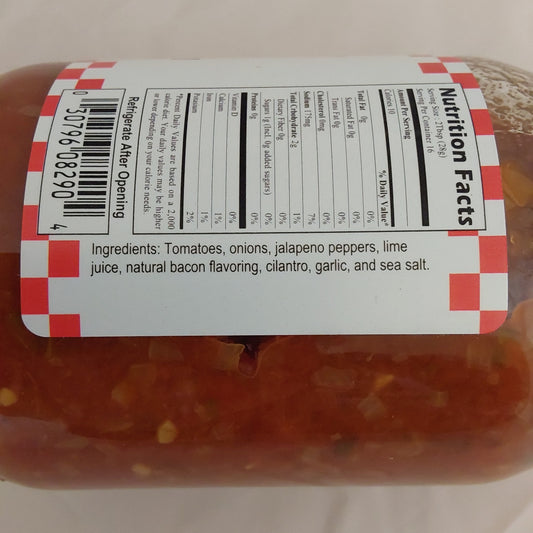 Nutrition Facts
Serving Size: 2Tbsp (28g)
Serving Per Container 16
Amount Per Serving
Calories 10
% Daily Value*
Total Fat 0g 0%
Saturated Fat 0g 0%
Trans Fat 0g 0%
Cholesterol 0mg 0%
Sodium 175mg 7%
Total Crbohydrate 2g 1%
Dietary Fiber 0g 0%
Sugars 1g (Incl. 0g added sugars) 0%
Proteins 0g 0%
Vitamin D 0%
Calcium 1%
Iron 1%
Potassium 2%
*Percent Daily Values are based on a 2,000
calorie diet. Your daily values may be higher
or lower depending on your calorie needs.
Refrigerate After Opening
0 30796 08290 4
Ingredients: Tomatoes, onions, jalapeno peppers, lime
juice, natural bacon flavoring, cilantro, garlic, and sea salt.